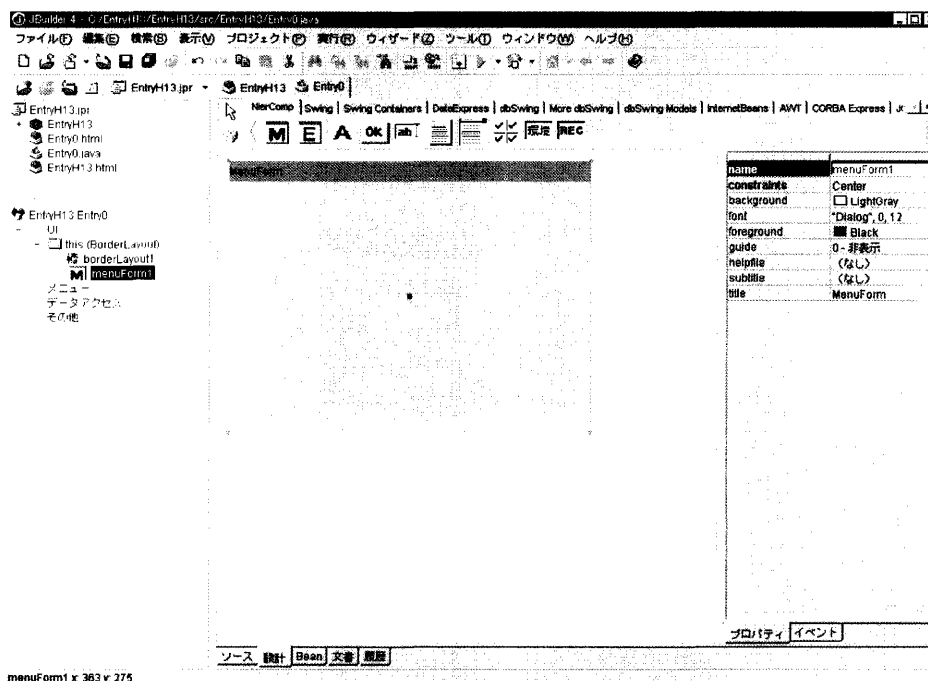 JBuilder 4 - C:/EntryH13/EntryH13/src/EntryH13/Entry0.java
ファイル(F) 編集(E) 検索(S) 表示(V) プロジェクト(P) 実行(R) ウィザード(Z) ツール(T) ウィンドウ(W) ヘルプ(H)
EntryH13.jpr EntryH13 Entry0
EntryH13.jpr
EntryH13
Entry0.html
Entry0.java
EntryH13.html
NierComp Swing Swing Containers DataExpress dbSwing More dbSwing dbSwing Models InternetBeans AWT CORBA Express
M E A OK ab REC
MenuForm
EntryH13.Entry0
UI
this (BorderLayout)
borderLayout1
M menuForm1
メニュー
データアクセス
その他
name menuForm1
constraints Center
background LightGray
font "Dialog", 0, 12
foreground Black
guide 0 - 非表示
helpfile (なし)
subtitle (なし)
title MenuForm
プロパティ イベント
ソース 設計 Bean 文書 履歴
menuForm1 x: 363 y: 275